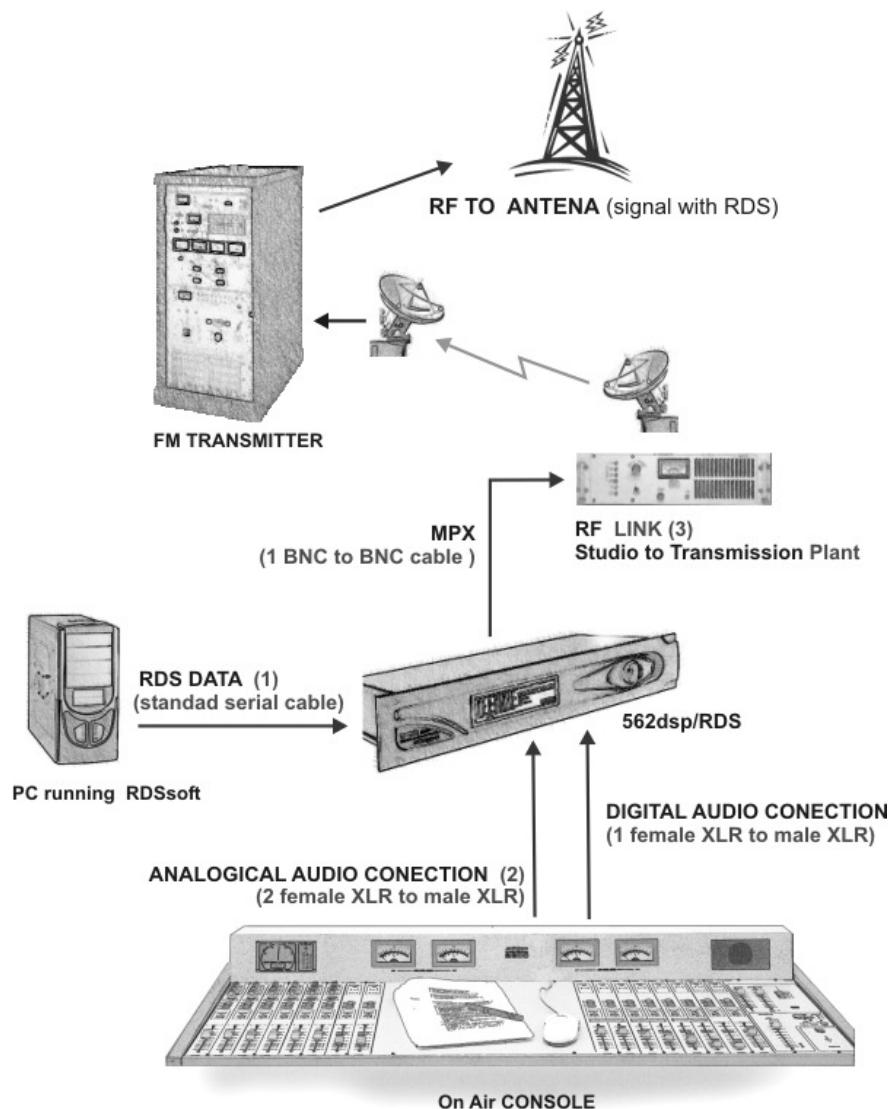 RF TO ANTENA (signal with RDS)
FM TRANSMITTER
MPX
(1 BNC to BNC cable )
RF LINK (3)
Studio to Transmission Plant
RDS DATA (1)
(standad serial cable)
562dsp/RDS
PC running RDSsoft
DIGITAL AUDIO CONECTION
(1 female XLR to male XLR)
ANALOGICAL AUDIO CONECTION (2)
(2 female XLR to male XLR)
On Air CONSOLE